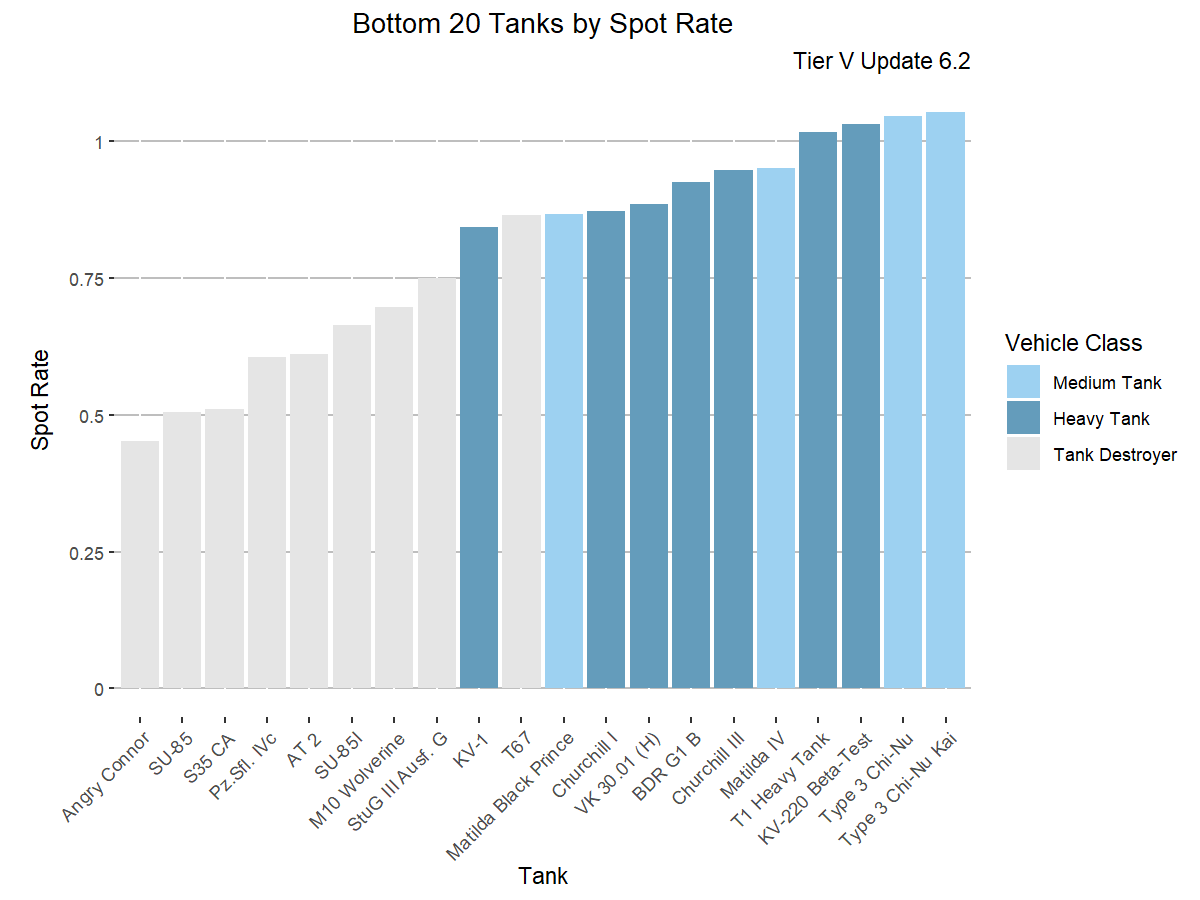 Bottom 20 Tanks by Spot Rate
Tier V Update 6.2
1
0.75
0.5
0.25
0
Spot Rate
Angry Connor
SU-85
S35 CA
Pz.Sfl. IVc
AT 2
SU-85I
M10 Wolverine
StuG III Ausf. G
KV-1
T67
Matilda Black Prince
Churchill I
VK 30.01 (H)
BDR G1 B
Churchill III
Matilda IV
T1 Heavy Tank
KV-220 Beta-Test
Type 3 Chi-Nu
Type 3 Chi-Nu Kai
Tank
Vehicle Class
Medium Tank
Heavy Tank
Tank Destroyer